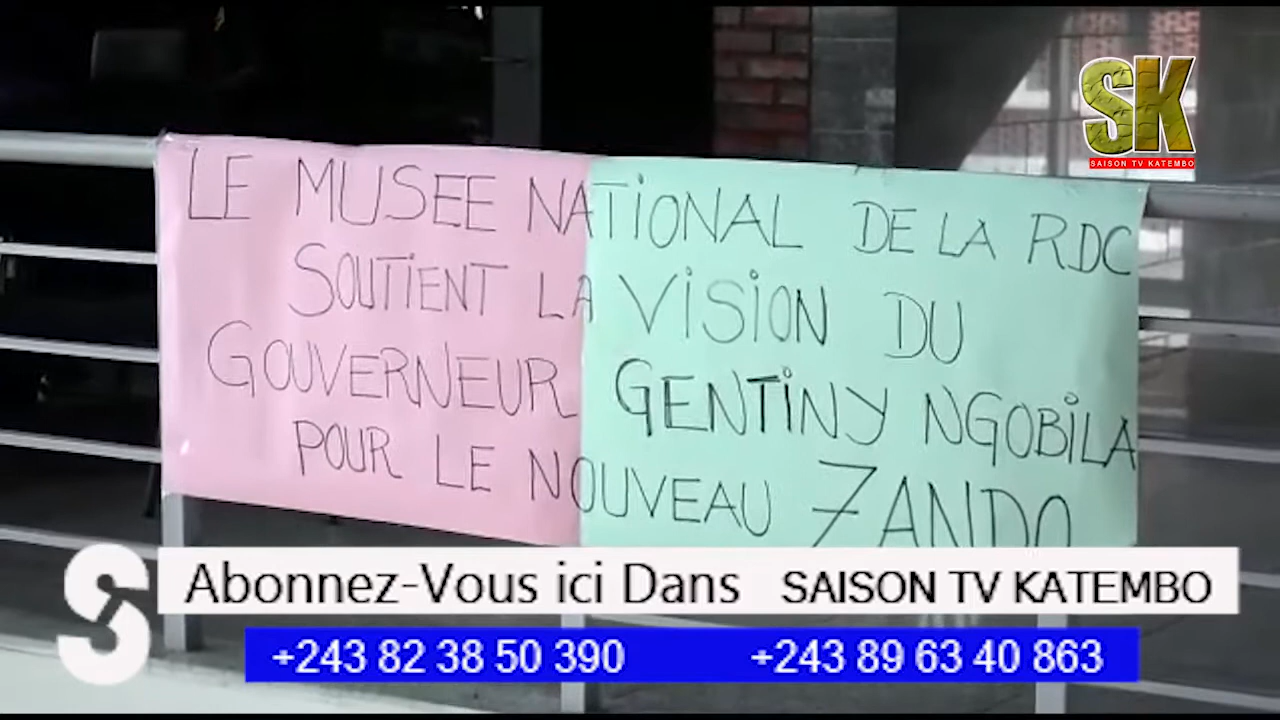 SK
SAISON TV KATEMBO
LE MUSEE NATIONAL DE LA RDC
SOUTIENT LA VISION DU
GOUVERNEUR GENTINY NGOBILA
POUR LE NOUVEAU ZANDO
S Abonnez-Vous ici Dans SAISON TV KATEMBO
+243 82 38 50 390 +243 89 63 40 863